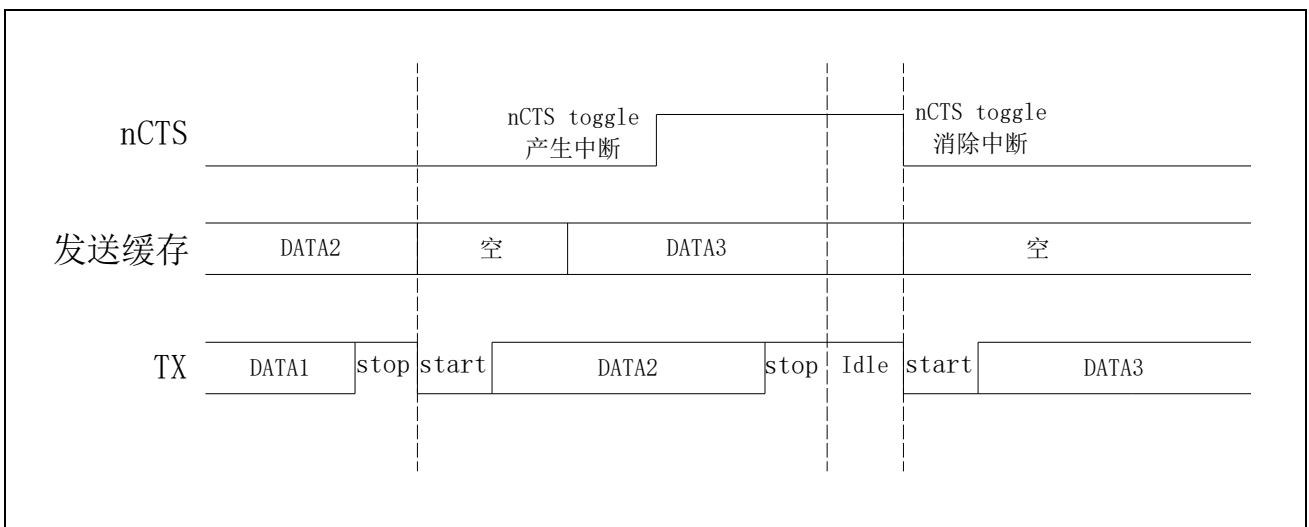 nCTS
nCTS toggle
产生中断
nCTS toggle
消除中断
发送缓存
DATA2
空
DATA3
空
TX
DATA1
stop
start
DATA2
stop
Idle
start
DATA3